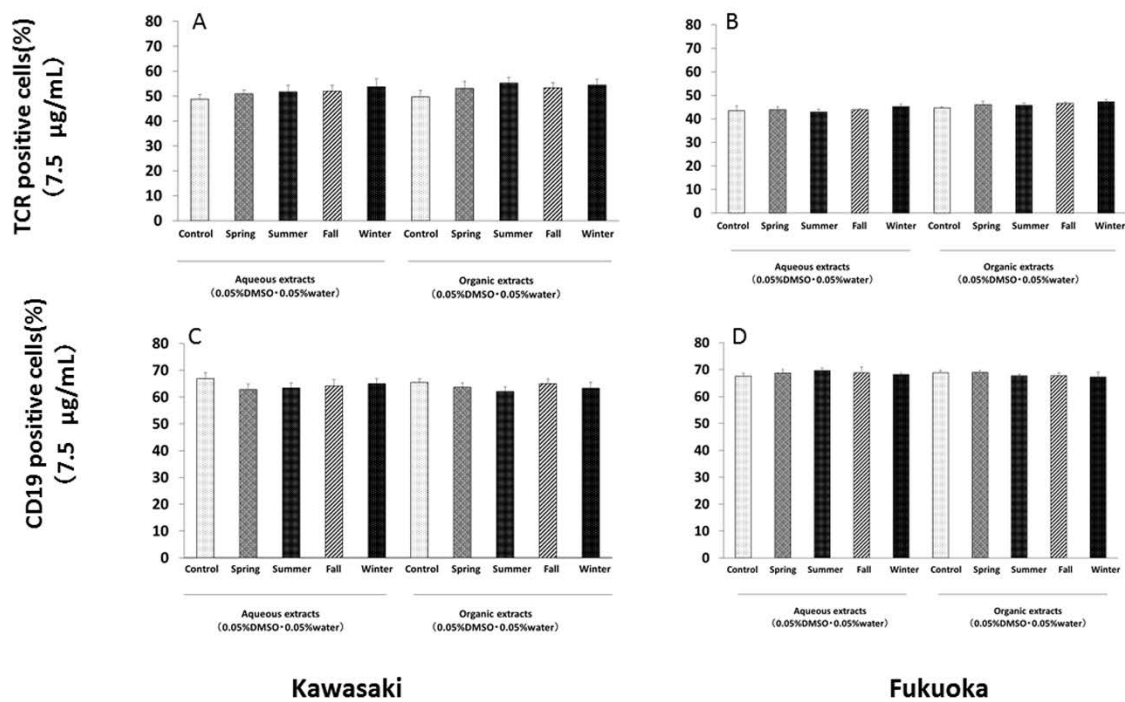 TCR positive cells(%)
(7.5 μg/mL)
A
80
70
60
50
40
30
20
10
0
Control Spring Summer Fall Winter Control Spring Summer Fall Winter
Aqueous extracts
(0.05%DMSO・0.05%water)
Organic extracts
(0.05%DMSO・0.05%water)
B
80
70
60
50
40
30
20
10
0
Control Spring Summer Fall Winter Control Spring Summer Fall Winter
Aqueous extracts
(0.05%DMSO・0.05%water)
Organic extracts
(0.05%DMSO・0.05%water)
CD19 positive cells(%)
(7.5 μg/mL)
C
80
70
60
50
40
30
20
10
0
Control Spring Summer Fall Winter Control Spring Summer Fall Winter
Aqueous extracts
(0.05%DMSO・0.05%water)
Organic extracts
(0.05%DMSO・0.05%water)
D
80
70
60
50
40
30
20
10
0
Control Spring Summer Fall Winter Control Spring Summer Fall Winter
Aqueous extracts
(0.05%DMSO・0.05%water)
Organic extracts
(0.05%DMSO・0.05%water)
Kawasaki
Fukuoka